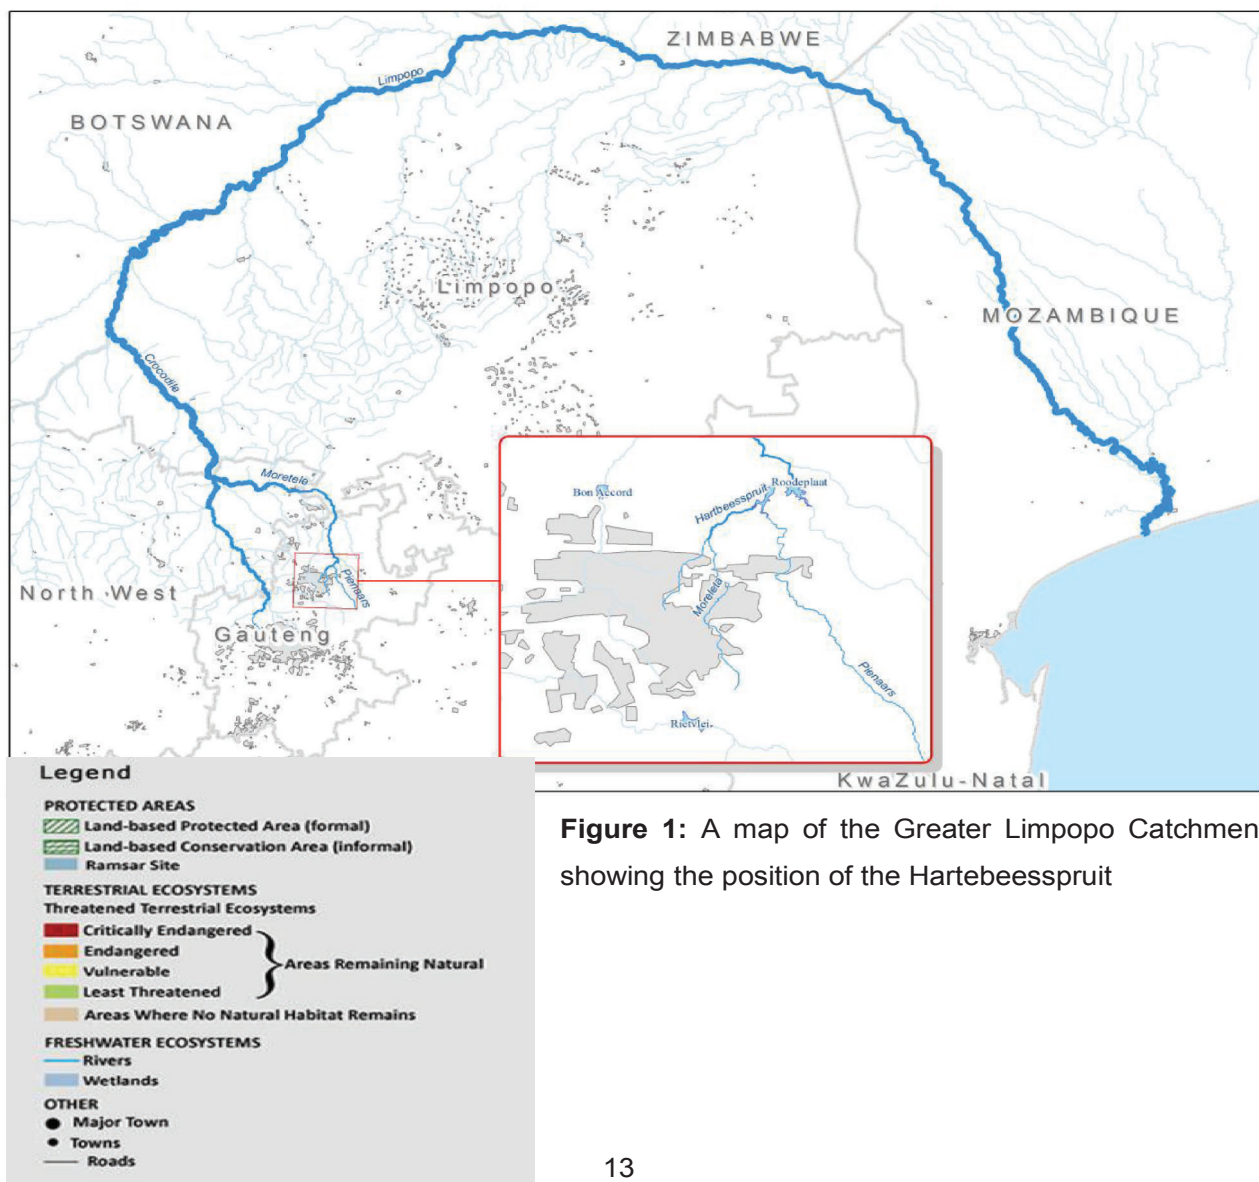 ZIMBABWE
Limpopo
BOTSWANA
Limpopo
MOZAMBIQUE
Crocodile
Moretele
Pienaars
North West
Gauteng
Bon Accord
Roodeplaat
Hartbeesspruit
Moreleta
Pienaars
Rietvlei
KwaZulu-Natal
Legend
PROTECTED AREAS
Land-based Protected Area (formal)
Land-based Conservation Area (informal)
Ramsar Site
TERRESTRIAL ECOSYSTEMS
Threatened Terrestrial Ecosystems
Critically Endangered
Endangered
Vulnerable
Least Threatened
Areas Remaining Natural
Areas Where No Natural Habitat Remains
FRESHWATER ECOSYSTEMS
Rivers
Wetlands
OTHER
Major Town
Towns
Roads
Figure 1: A map of the Greater Limpopo Catchmen
showing the position of the Hartebeesspruit
13